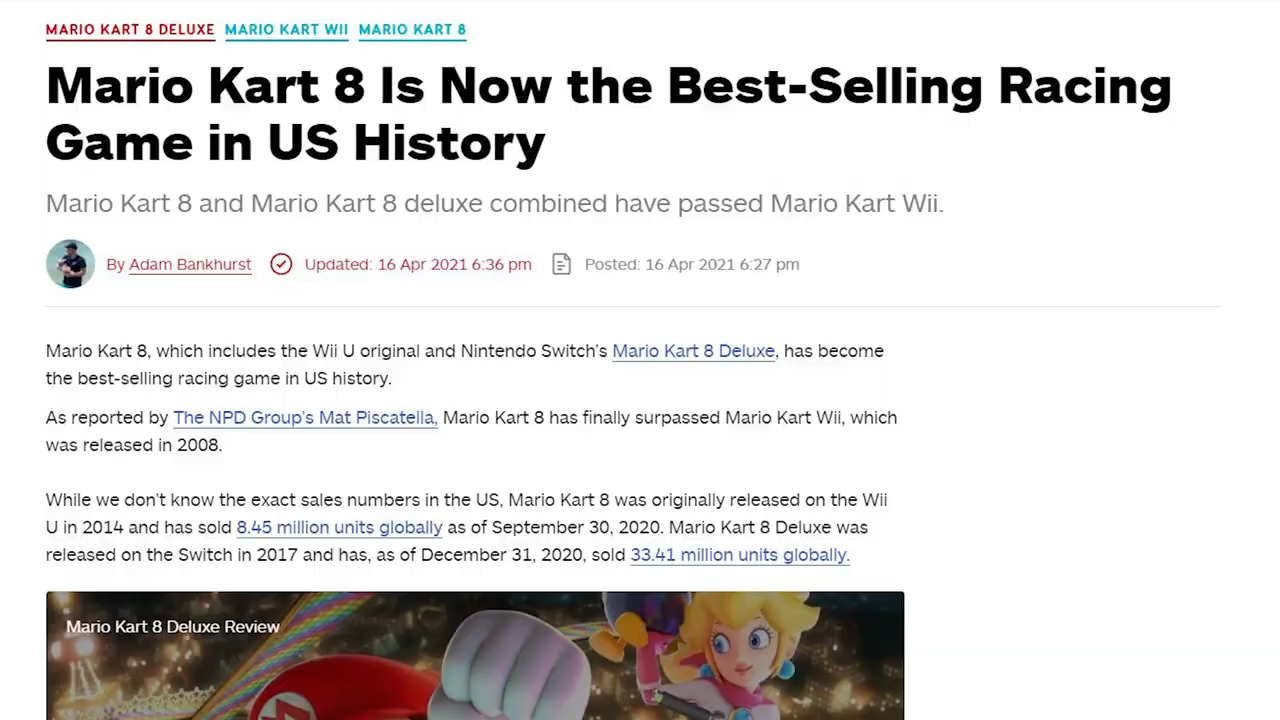 MARIO KART 8 DELUXE MARIO KART WII MARIO KART 8
Mario Kart 8 Is Now the Best-Selling Racing
Game in US History
Mario Kart 8 and Mario Kart 8 deluxe combined have passed Mario Kart Wii.
By Adam Bankhurst Updated: 16 Apr 2021 6:36 pm Posted: 16 Apr 2021 6:27 pm
Mario Kart 8, which includes the Wii U original and Nintendo Switch's Mario Kart 8 Deluxe, has become
the best-selling racing game in US history.
As reported by The NPD Group's Mat Piscatella, Mario Kart 8 has finally surpassed Mario Kart Wii, which
was released in 2008.
While we don't know the exact sales numbers in the US, Mario Kart 8 was originally released on the Wii
U in 2014 and has sold 8.45 million units globally as of September 30, 2020. Mario Kart 8 Deluxe was
released on the Switch in 2017 and has, as of December 31, 2020, sold 33.41 million units globally.
Mario Kart 8 Deluxe Review